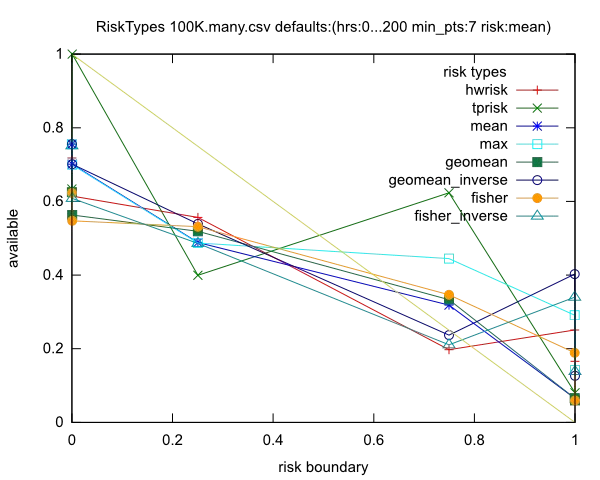 RiskTypes 100K.many.csv defaults:(hrs:0...200 min_pts:7 risk:mean)
risk types
hwrisk
tprisk
mean
max
geomean
geomean_inverse
fisher
fisher_inverse
available
1
0.8
0.6
0.4
0.2
0
0 0.2 0.4 0.6 0.8 1
risk boundary